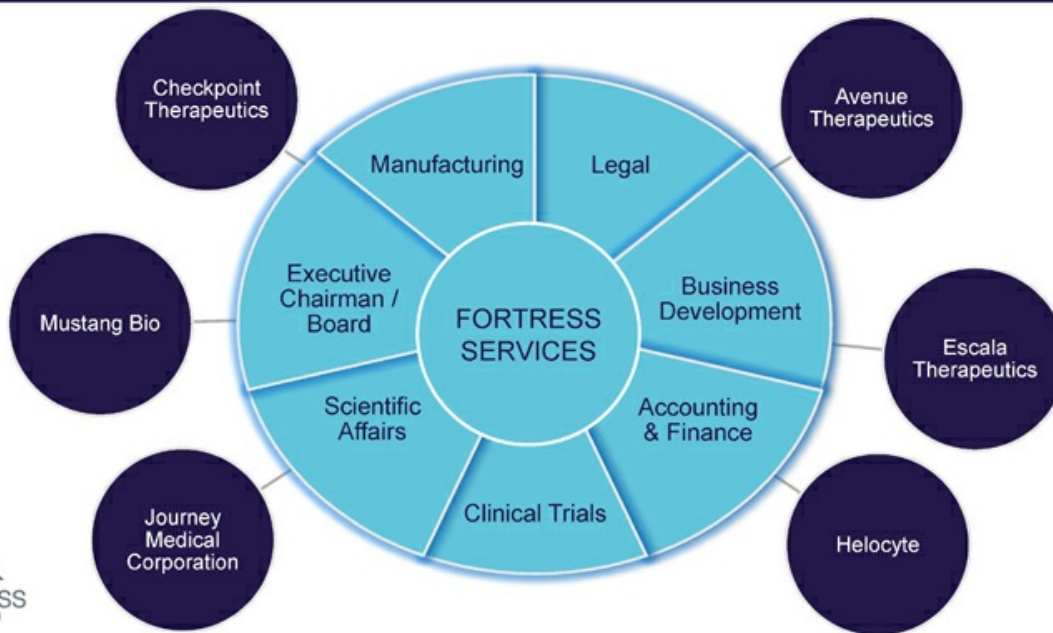 Checkpoint
Therapeutics
Avenue
Therapeutics
Manufacturing
Legal
Executive
Chairman /
Board
Business
Development
Mustang Bio
FORTRESS
SERVICES
Escala
Therapeutics
Scientific
Affairs
Accounting
& Finance
Clinical Trials
Journey
Medical
Corporation
Helocyte
SS